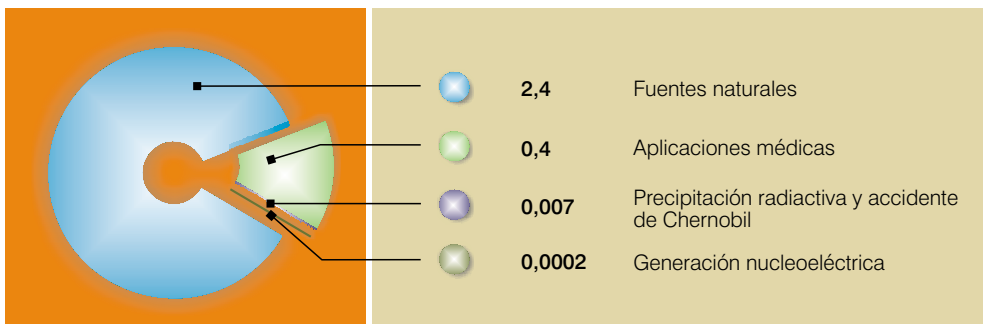 2,4 Fuentes naturales
0,4 Aplicaciones médicas
0,007 Precipitación radiactiva y accidente
de Chernobil
0,0002 Generación nucleoeléctrica